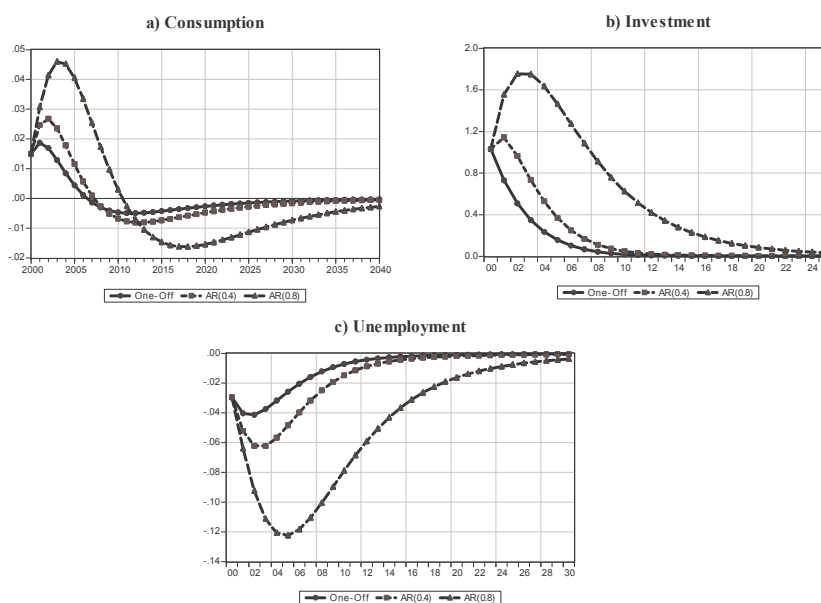 a) Consumption
.05
.04
.03
.02
.01
.00
-.01
-.02
2000 2005 2010 2015 2020 2025 2030 2035 2040
One-Off AR(0.4) AR(0.8)
b) Investment
2.0
1.6
1.2
0.8
0.4
0.0
00 02 04 06 08 10 12 14 16 18 20 22 24
One-Off AR(0.4) AR(0.8)
c) Unemployment
.00
-.02
-.04
-.06
-.08
-.10
-.12
-.14
00 02 04 06 08 10 12 14 16 18 20 22 24 26 28 30
One-Off AR(0.4) AR(0.8)